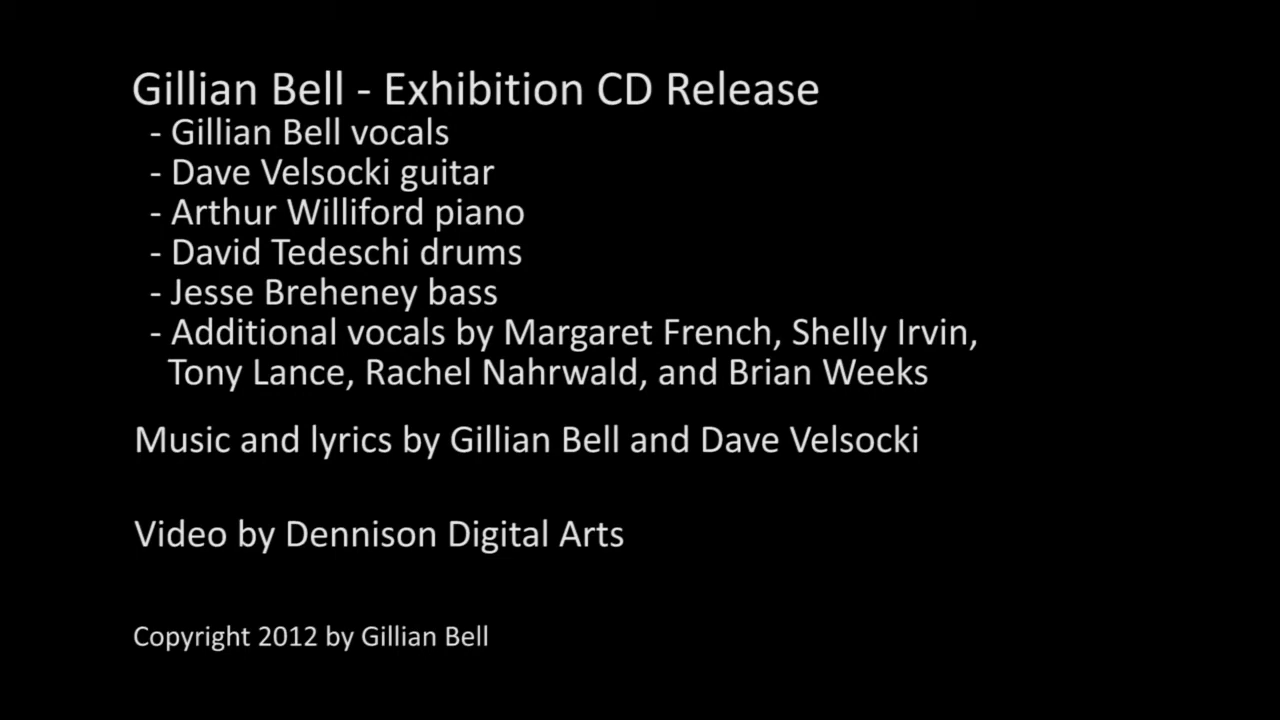 Gillian Bell - Exhibition CD Release
- Gillian Bell vocals
- Dave Velsocki guitar
- Arthur Williford piano
- David Tedeschi drums
- Jesse Breheney bass
- Additional vocals by Margaret French, Shelly Irvin,
Tony Lance, Rachel Nahrwald, and Brian Weeks
Music and lyrics by Gillian Bell and Dave Velsocki
Video by Dennison Digital Arts
Copyright 2012 by Gillian Bell